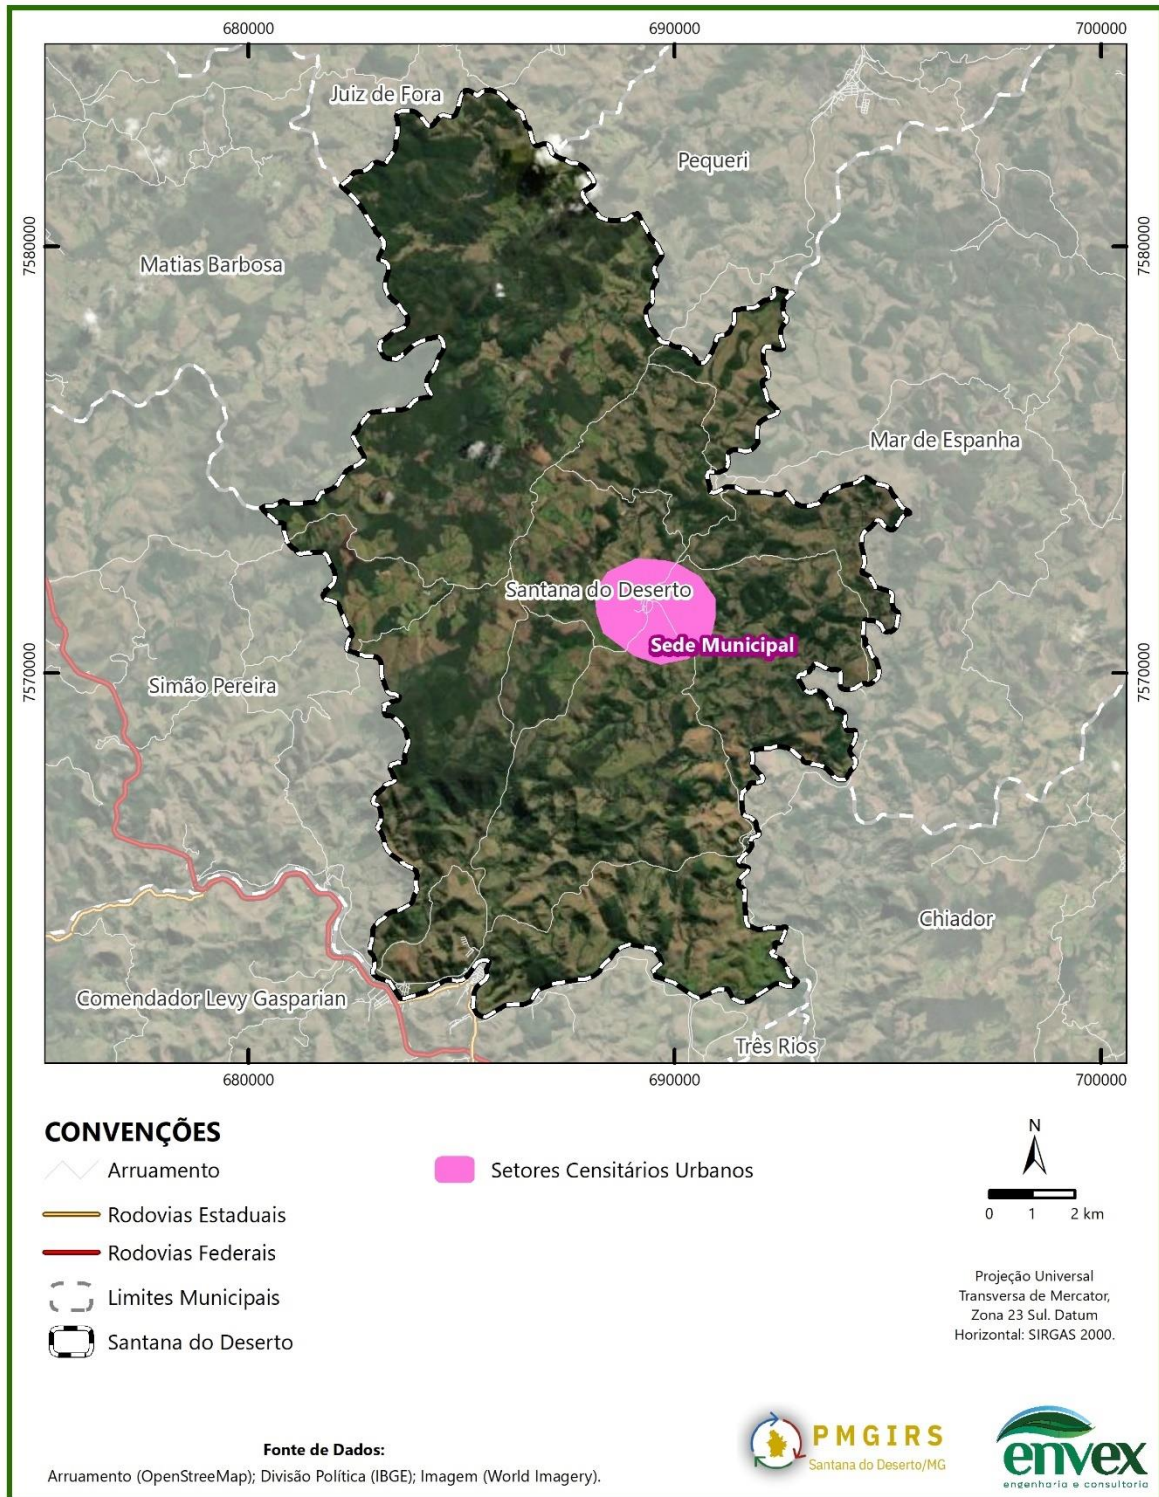 680000
690000
700000
Juiz de Fora
Pequeri
7580000
7580000
Matias Barbosa
Mar de Espanha
Santana do Deserto
Sede Municipal
7570000
7570000
Simão Pereira
Chiador
Comendador Levy Gasparian
Três Rios
680000
690000
700000
CONVENÇÕES
Arruamento
Setores Censitários Urbanos
Rodovias Estaduais
Rodovias Federais
Limites Municipais
Santana do Deserto
N
0 1 2 km
Projeção Universal
Transversa de Mercator,
Zona 23 Sul. Datum
Horizontal: SIRGAS 2000.
Fonte de Dados:
Arruamento (OpenStreeMap); Divisão Política (IBGE); Imagem (World Imagery).
PMGIRS
Santana do Deserto/MG
envex
engenharia e consultoria